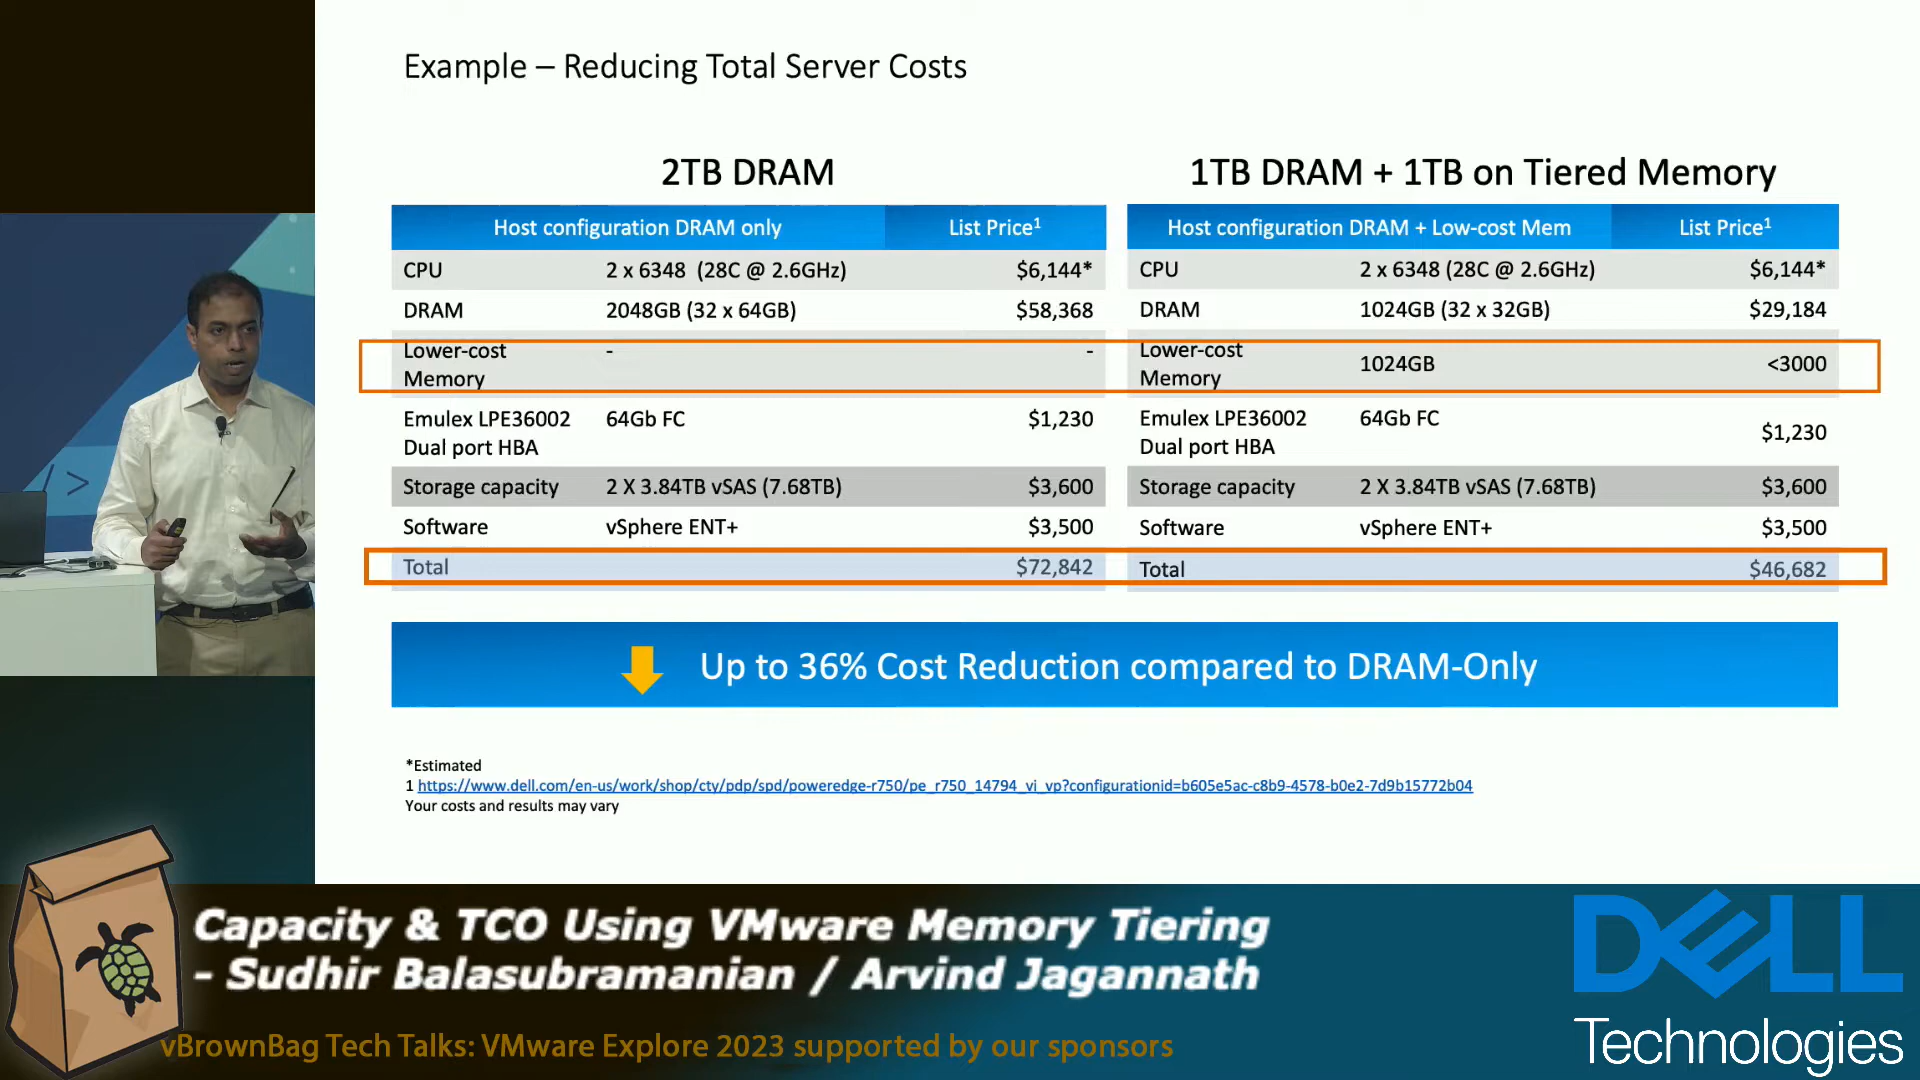 Example – Reducing Total Server Costs
2TB DRAM
Host configuration DRAM only List Price1
CPU 2 x 6348 (28C @ 2.6GHz) $6,144*
DRAM 2048GB (32 x 64GB) $58,368
Lower-cost Memory - -
Emulex LPE36002 64Gb FC $1,230
Dual port HBA
Storage capacity 2 X 3.84TB vSAS (7.68TB) $3,600
Software vSphere ENT+ $3,500
Total $72,842
1TB DRAM + 1TB on Tiered Memory
Host configuration DRAM + Low-cost Mem List Price1
CPU 2 x 6348 (28C @ 2.6GHz) $6,144*
DRAM 1024GB (32 x 32GB) $29,184
Lower-cost Memory 1024GB <3000
Emulex LPE36002 64Gb FC $1,230
Dual port HBA
Storage capacity 2 X 3.84TB vSAS (7.68TB) $3,600
Software vSphere ENT+ $3,500
Total $46,682
Up to 36% Cost Reduction compared to DRAM-Only
*Estimated
1 https://www.dell.com/en-us/work/shop/cty/pdp/spd/poweredge-r750/pe_r750_14794_vi_vp?configurationid=b605e5ac-c8b9-4578-b0e2-7d9b15772b04
Your costs and results may vary
Capacity & TCO Using VMware Memory Tiering
- Sudhir Balasubramanian / Arvind Jagannath
vBrownBag Tech Talks: VMware Explore 2023 supported by our sponsors
DELL
Technologies